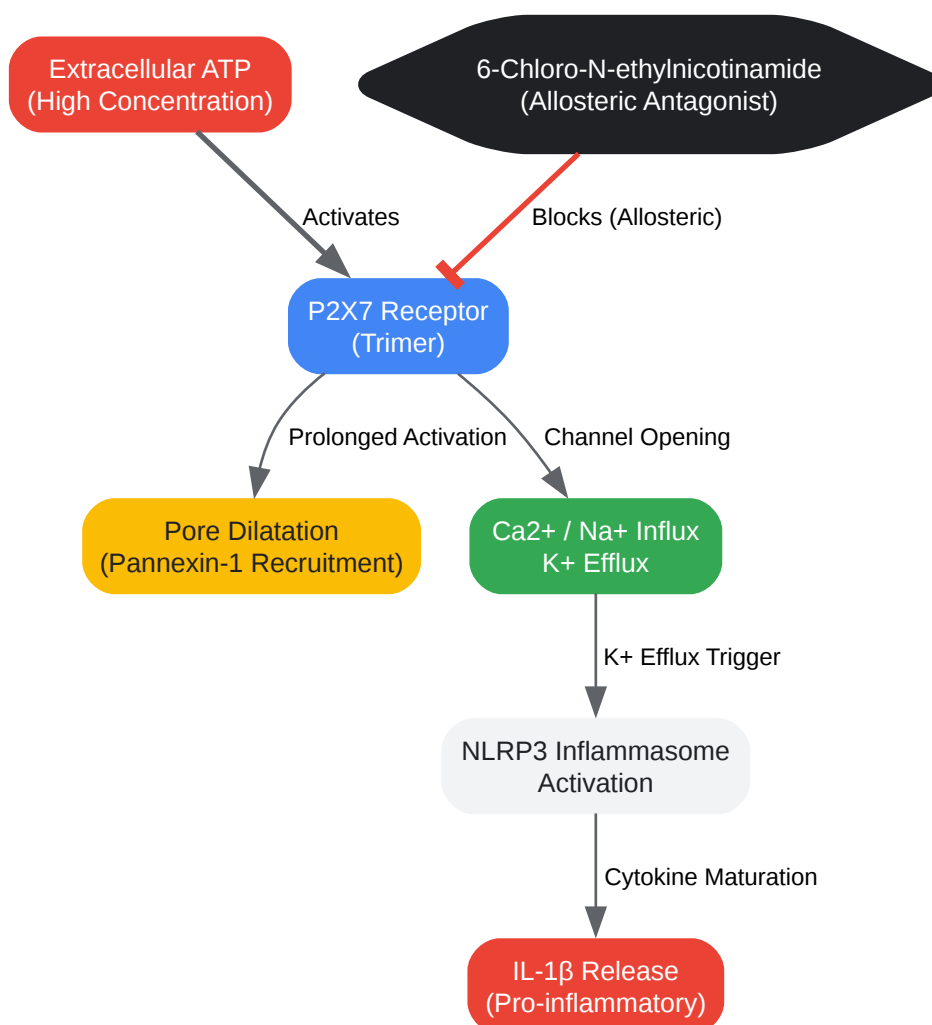 Extracellular ATP
(High Concentration)
6-Chloro-N-ethylnicotinamide
(Allosteric Antagonist)
Activates
Blocks (Allosteric)
P2X7 Receptor
(Trimer)
Prolonged Activation
Channel Opening
Pore Dilatation
(Pannexin-1 Recruitment)
Ca2+ / Na+ Influx
K+ Efflux
K+ Efflux Trigger
NLRP3 Inflammasome
Activation
Cytokine Maturation
IL-1β Release
(Pro-inflammatory)